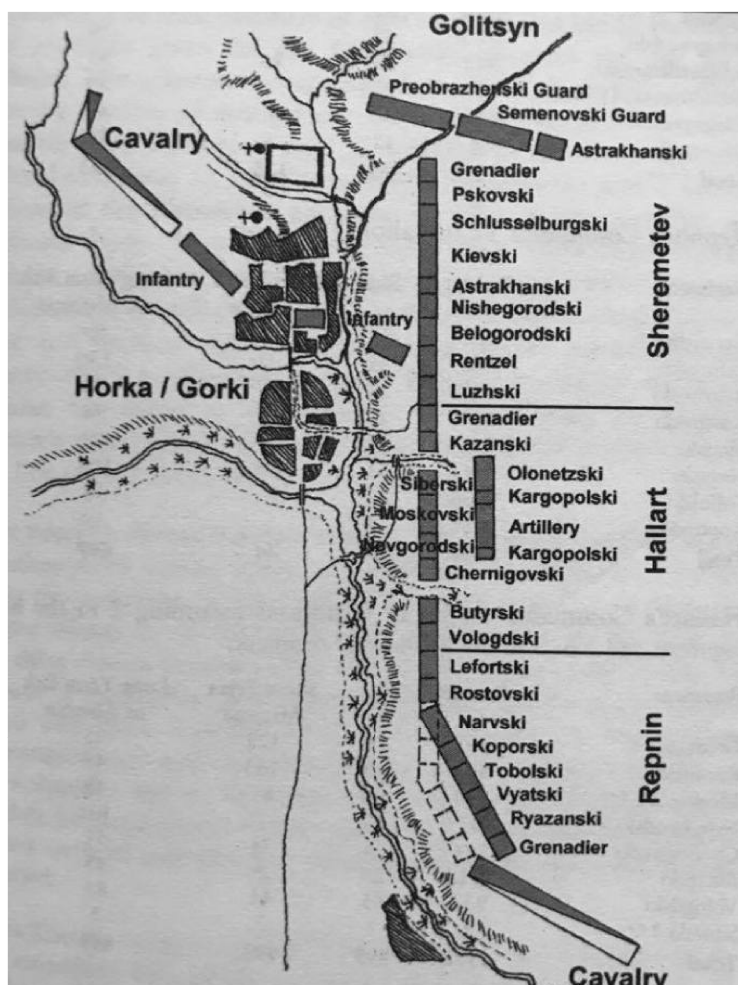 Golitsyn
Preobrazhenski Guard
Semenovski Guard
Astrakhanski
Cavalry
Infantry
Infantry
Horka / Gorki
Grenadier
Pskovski
Schlusselburgski
Kievski
Astrakhanski
Nishegorodski
Belogorodski
Rentzel
Luzhski
Sheremetev
Grenadier
Kazanski
Siberski
Olonetzski
Kargopolski
Moskovski
Artillery
Novgorodski
Kargopolski
Chernigovski
Butyrski
Vologdski
Hallart
Lefortski
Rostovski
Narvski
Koporski
Tobolski
Vyatski
Ryazanski
Grenadier
Repnin
Cavalry